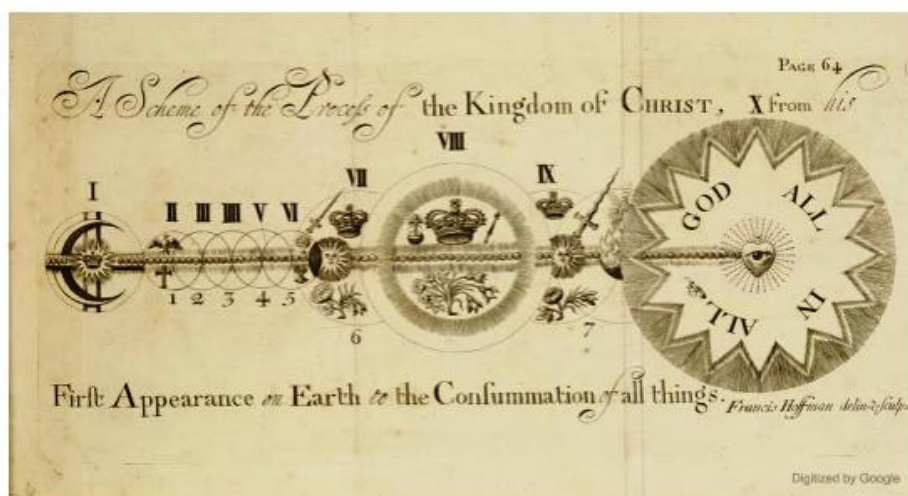 PAGE 64
A Scheme of the Process of the Kingdom of CHRIST, X from his
VIII
VII IX
I II III IIII V VI
GOD ALL IN ALL
1 2 3 4 5
6 7
First Appearance on Earth to the Consummation of all things.
Francis Hoffman delin. & sculp.
Digitized by Google